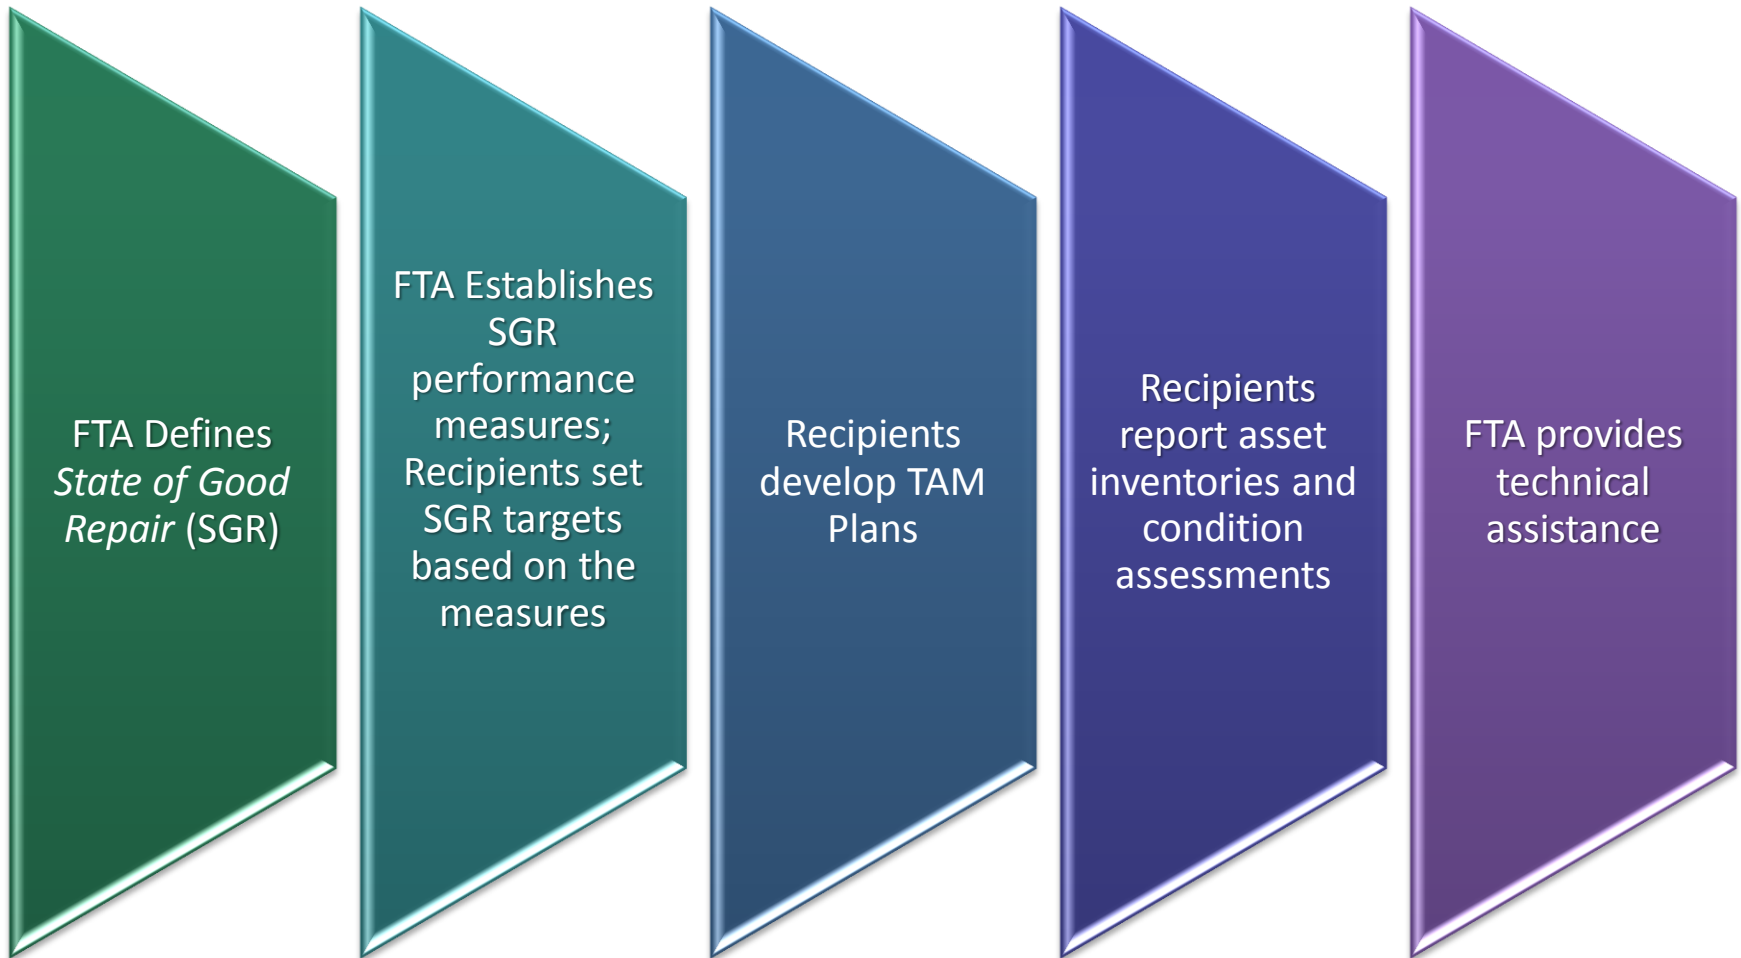 FTA Defines
State of Good
Repair (SGR)
FTA Establishes
SGR
performance
measures;
Recipients set
SGR targets
based on the
measures
Recipients
develop TAM
Plans
Recipients
report asset
inventories and
condition
assessments
FTA provides
technical
assistance